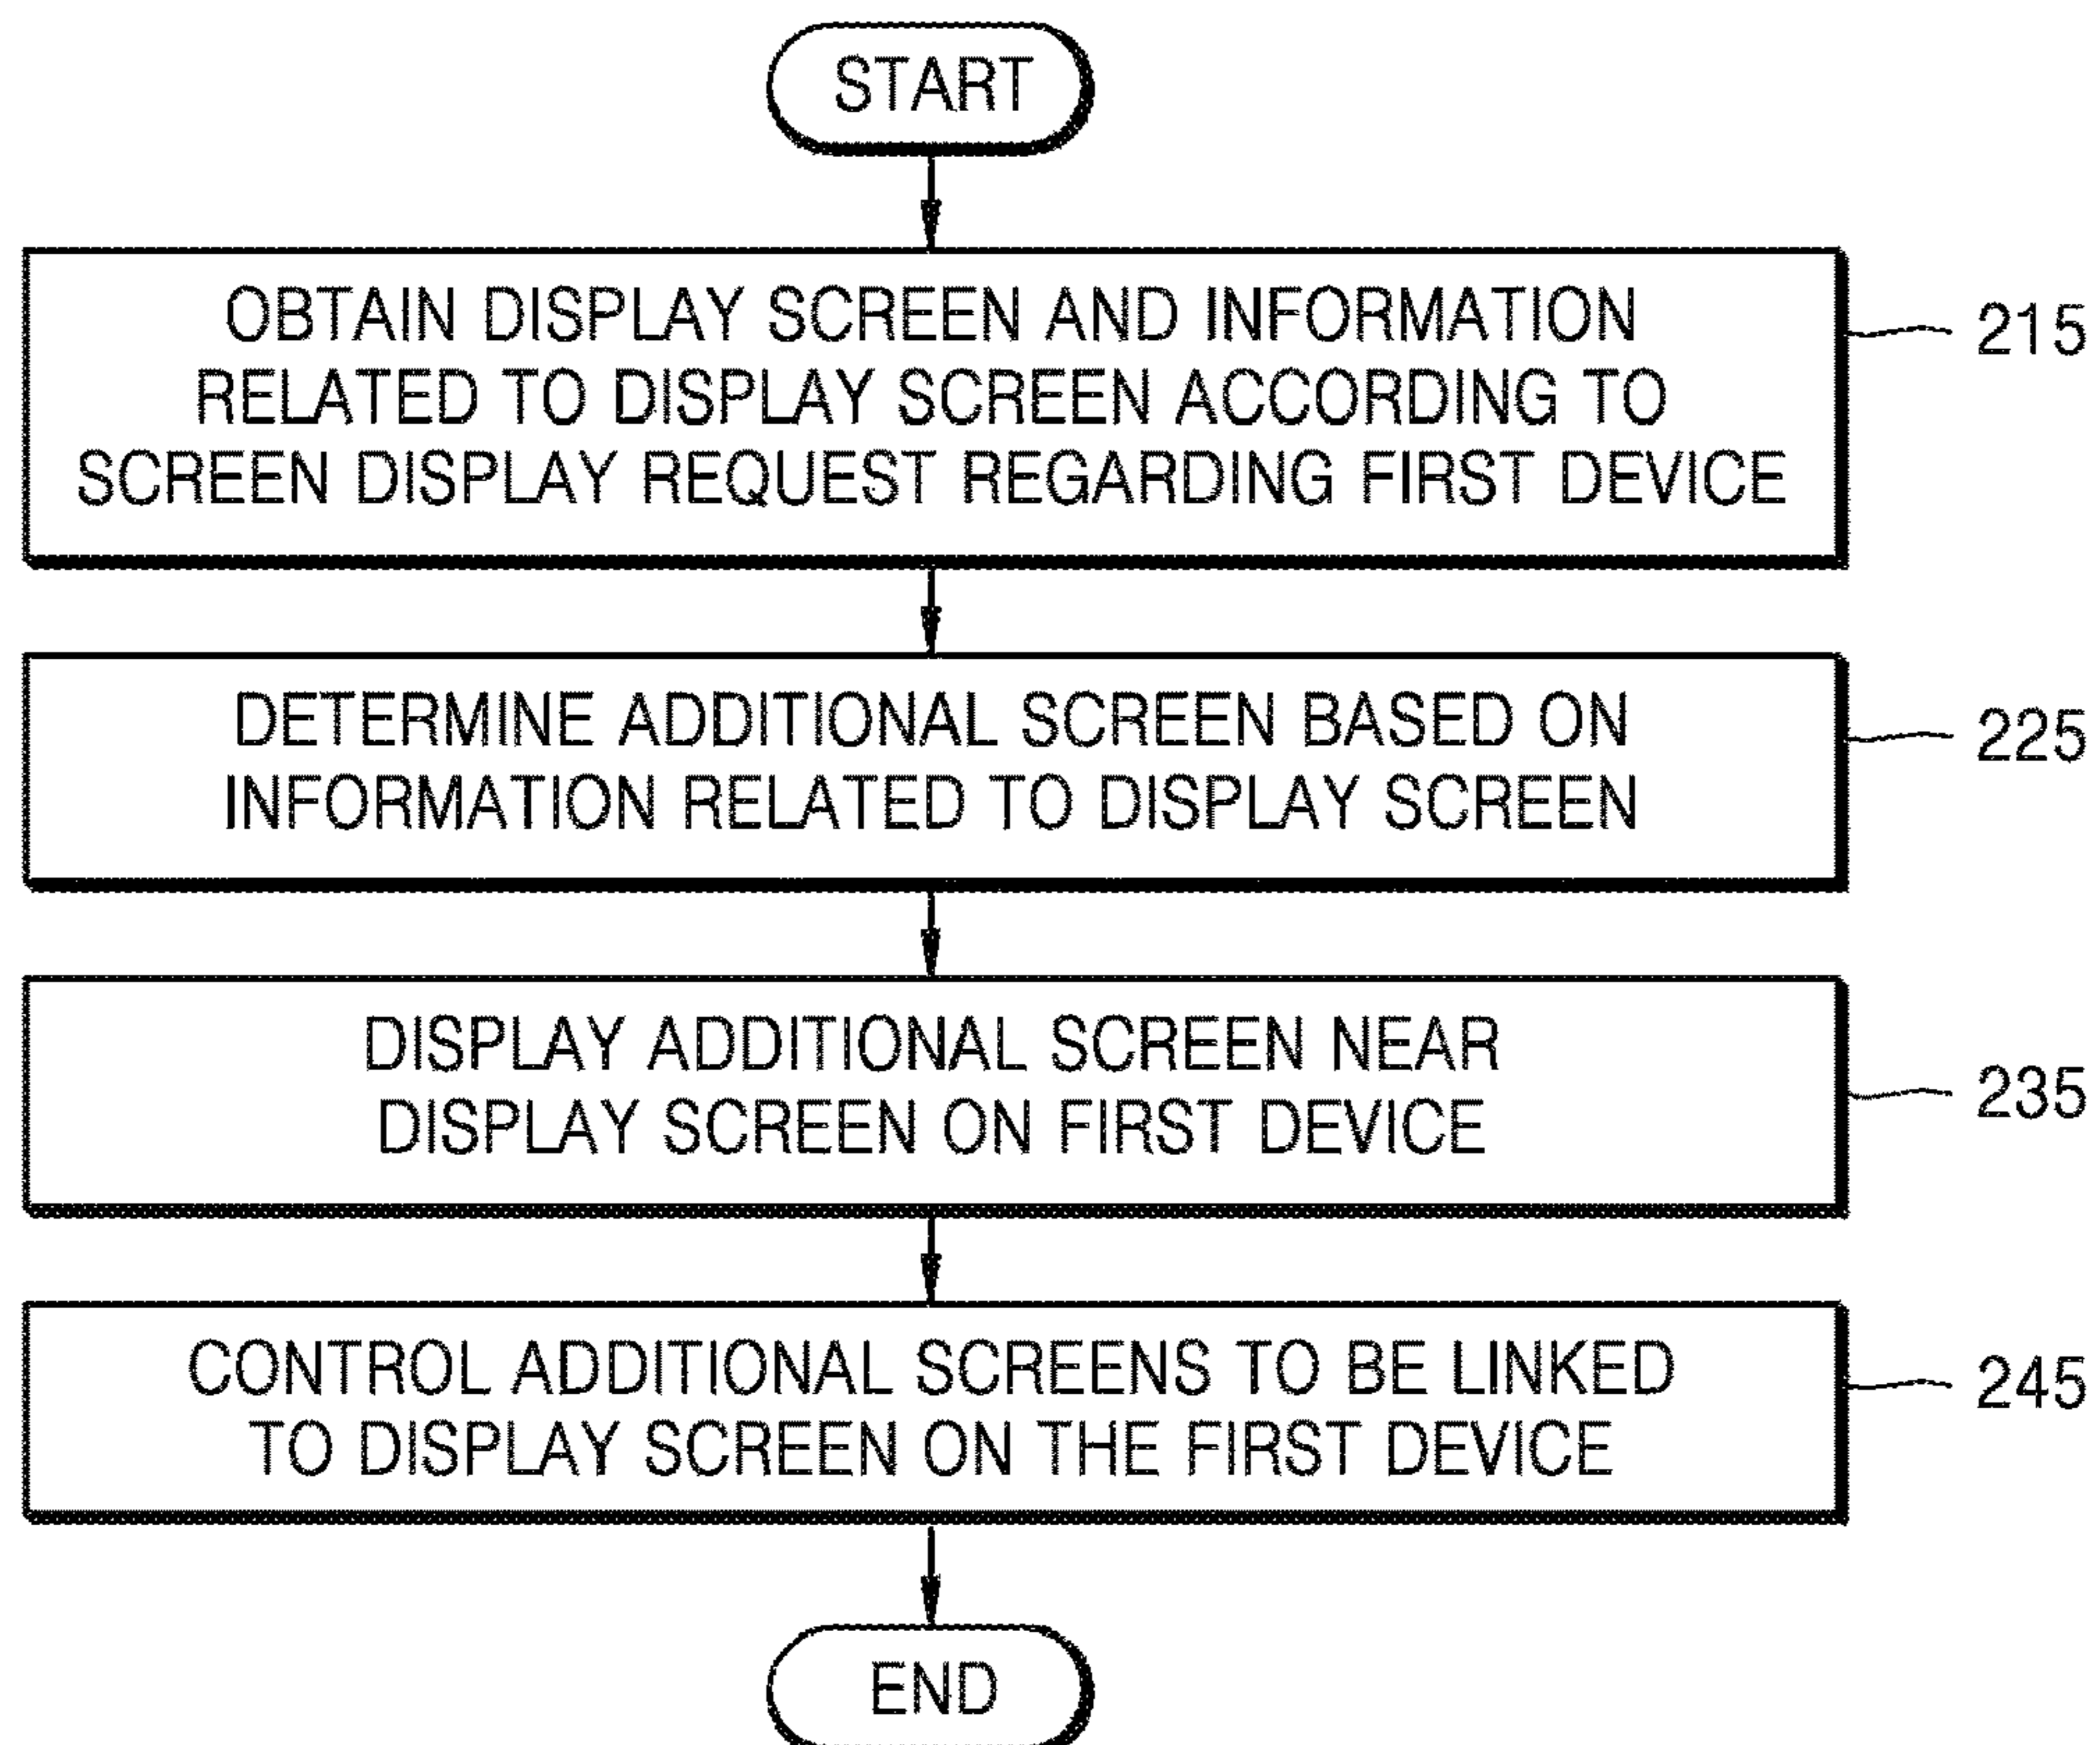 START
OBTAIN DISPLAY SCREEN AND INFORMATION
RELATED TO DISPLAY SCREEN ACCORDING TO
SCREEN DISPLAY REQUEST REGARDING FIRST DEVICE
215
DETERMINE ADDITIONAL SCREEN BASED ON
INFORMATION RELATED TO DISPLAY SCREEN
225
DISPLAY ADDITIONAL SCREEN NEAR
DISPLAY SCREEN ON FIRST DEVICE
235
CONTROL ADDITIONAL SCREENS TO BE LINKED
TO DISPLAY SCREEN ON THE FIRST DEVICE
245
END